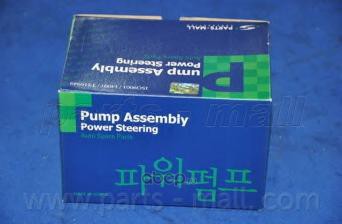 PARTS-MALL
Pump Assembly
Power Steering
Pump Assembly
Power Steering
Auto Spare Parts
파워펌프
www.parts-mall.com